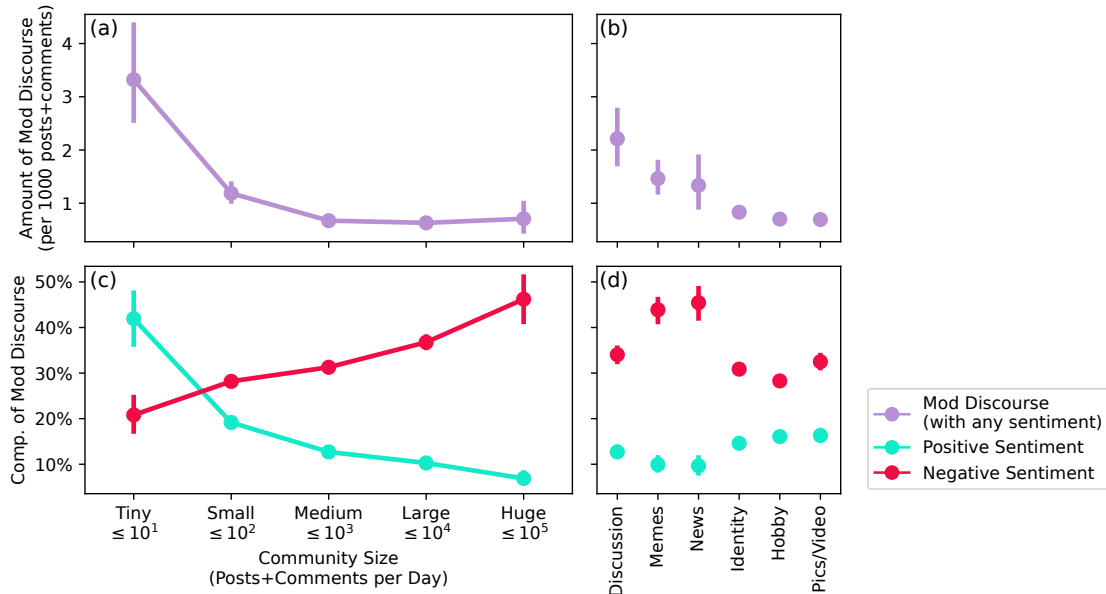 (a)
(b)
4
3
2
1
Amount of Mod Discourse
(per 1000 posts+comments)
(c)
(d)
50%
40%
30%
20%
10%
Comp. of Mod Discourse
Tiny
≤ 10¹
Small
≤ 10²
Medium
≤ 10³
Large
≤ 10⁴
Huge
≤ 10⁵
Community Size
(Posts+Comments per Day)
Discussion
Memes
News
Identity
Hobby
Pics/Video
Mod Discourse
(with any sentiment)
Positive Sentiment
Negative Sentiment